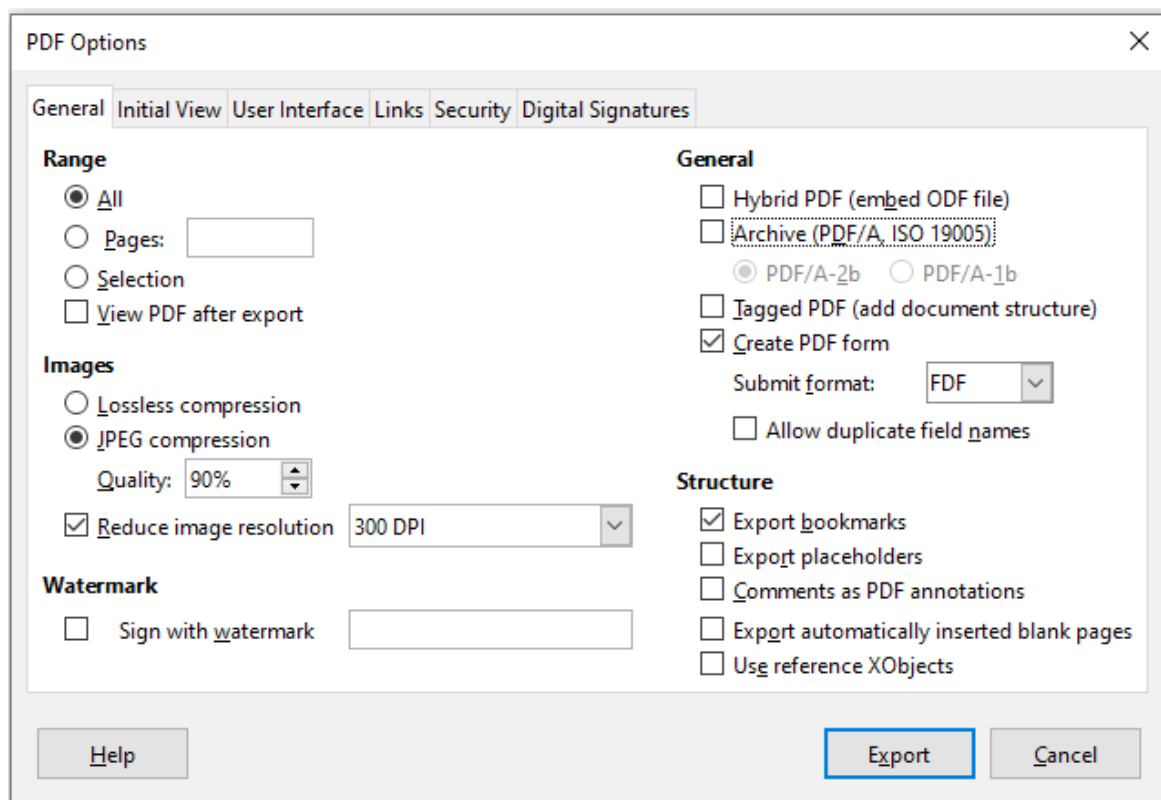 PDF Options
General Initial View User Interface Links Security Digital Signatures
Range
All
Pages:
Selection
View PDF after export
Images
Lossless compression
JPEG compression
Quality: 90%
Reduce image resolution 300 DPI
Watermark
Sign with watermark
General
Hybrid PDF (embed ODF file)
Archive (PDF/A, ISO 19005)
PDF/A-2b PDF/A-1b
Tagged PDF (add document structure)
Create PDF form
Submit format: FDF
Allow duplicate field names
Structure
Export bookmarks
Export placeholders
Comments as PDF annotations
Export automatically inserted blank pages
Use reference XObjects
Help Export Cancel